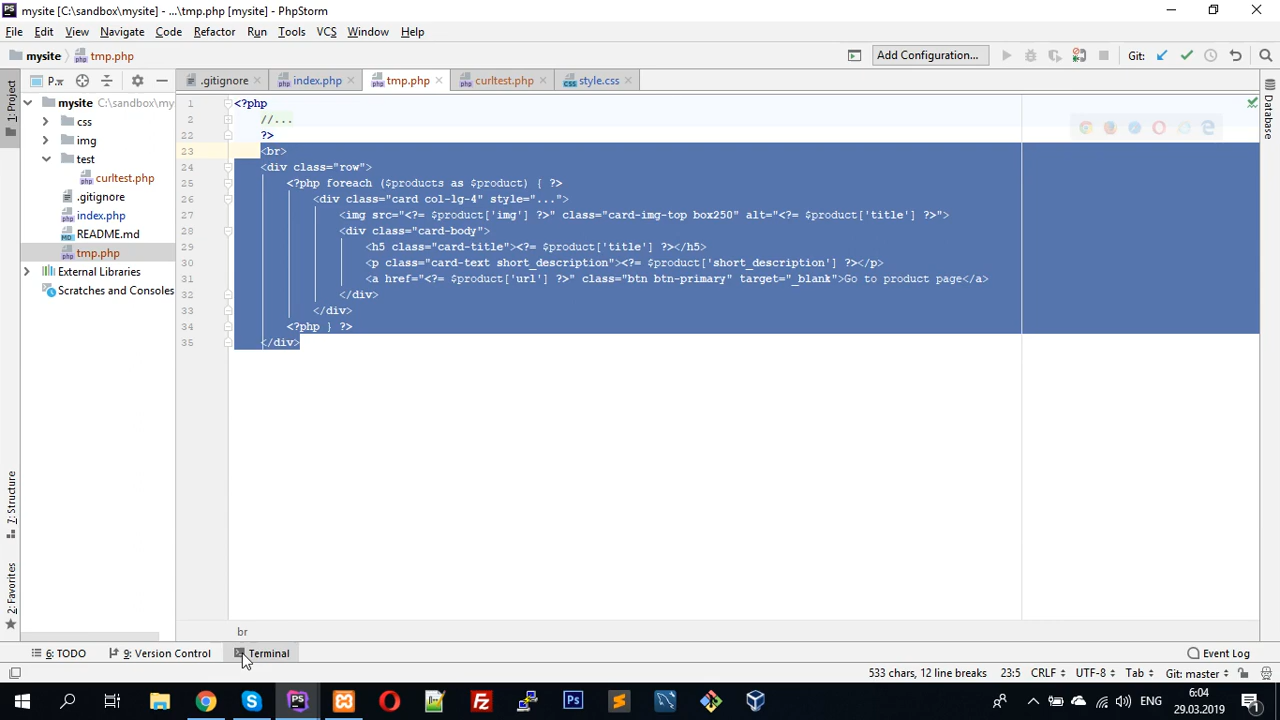 mysite [C:\sandbox\mysite] - ...\tmp.php [mysite] - PhpStorm
File Edit View Navigate Code Refactor Run Tools VCS Window Help
mysite tmp.php Add Configuration... Git:
1: Project
P... .gitignore index.php tmp.php curltest.php style.css
Database
mysite C:\sandbox\my
css
img
test
curltest.php
.gitignore
index.php
README.md
tmp.php
External Libraries
Scratches and Consoles
1 <?php
2 //...
22 ?>
23 <br>
24 <div class="row">
25 <?php foreach ($products as $product) { ?>
26 <div class="card col-lg-4" style="...">
27 <img src="<?= $product['img'] ?>" class="card-img-top box250" alt="<?= $product['title'] ?>">
28 <div class="card-body">
29 <h5 class="card-title"><?= $product['title'] ?></h5>
30 <p class="card-text short_description"><?= $product['short_description'] ?></p>
31 <a href="<?= $product['url'] ?>" class="btn btn-primary" target="_blank">Go to product page</a>
32 </div>
33 </div>
34 <?php } ?>
35 </div>
7: Structure
2: Favorites
br
6: TODO 9: Version Control Terminal Event Log
533 chars, 12 line breaks 23:5 CRLF UTF-8 Tab Git: master
ENG 6:04
29.03.2019
1